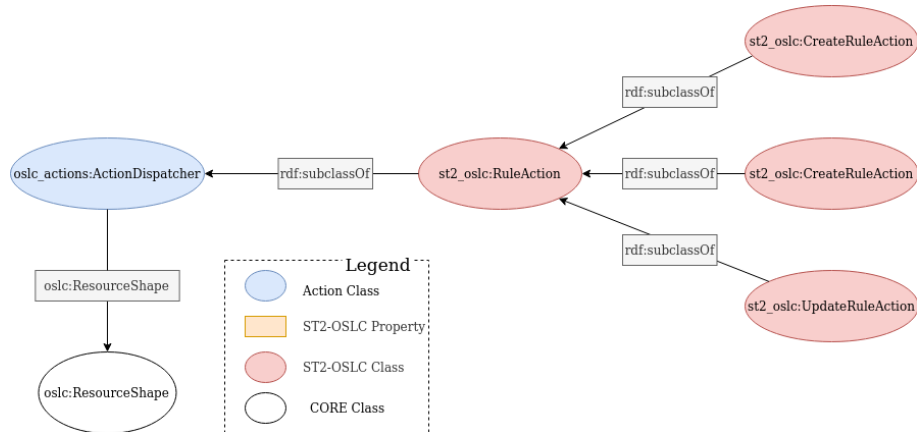 st2_oslc:CreateRuleAction
rdf:subclassOf
oslc_actions:ActionDispatcher
rdf:subclassOf
st2_oslc:RuleAction
rdf:subclassOf
st2_oslc:CreateRuleAction
rdf:subclassOf
st2_oslc:UpdateRuleAction
oslc:ResourceShape
oslc:ResourceShape
Legend
Action Class
ST2-OSLC Property
ST2-OSLC Class
CORE Class